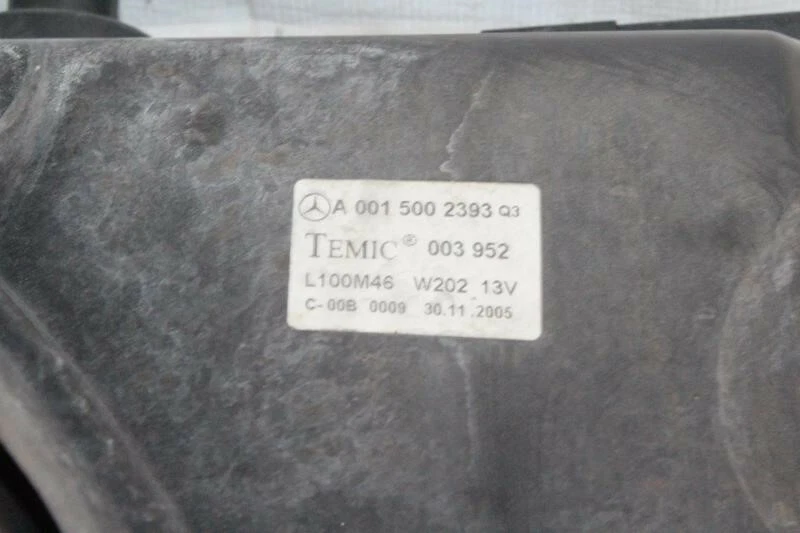 A 001 500 2393 Q3
TEMIC® 003 952
L100M46 W202 13V
C-00B 0009 30.11.2005